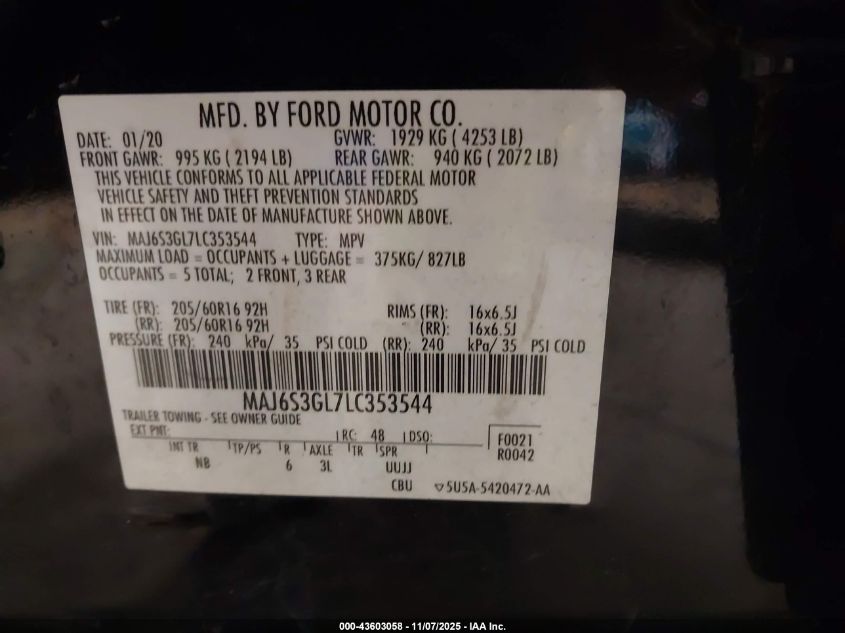 MFD. BY FORD MOTOR CO.
DATE: 01/20 GVWR: 1929 KG ( 4253 LB)
FRONT GAWR: 995 KG ( 2194 LB) REAR GAWR: 940 KG ( 2072 LB)
THIS VEHICLE CONFORMS TO ALL APPLICABLE FEDERAL MOTOR
VEHICLE SAFETY AND THEFT PREVENTION STANDARDS
IN EFFECT ON THE DATE OF MANUFACTURE SHOWN ABOVE.
VIN: MAJ6S3GL7LC353544 TYPE: MPV
MAXIMUM LOAD = OCCUPANTS + LUGGAGE = 375KG/ 827LB
OCCUPANTS = 5 TOTAL; 2 FRONT, 3 REAR
TIRE (FR): 205/60R16 92H RIMS (FR): 16x6.5J
(RR): 205/60R16 92H (RR): 16x6.5J
PRESSURE (FR): 240 kPa/ 35 PSI COLD (RR): 240 kPa/ 35 PSI COLD
MAJ6S3GL7LC353544
TRAILER TOWING - SEE OWNER GUIDE
EXT PNT: RC: 48 DSO: F0021
R0042
INT TR TP/PS R AXLE TR SPR
NB 6 3L UUJJ
CBU ▽5U5A-5420472-AA
000-43603058 - 11/07/2025 - IAA Inc.